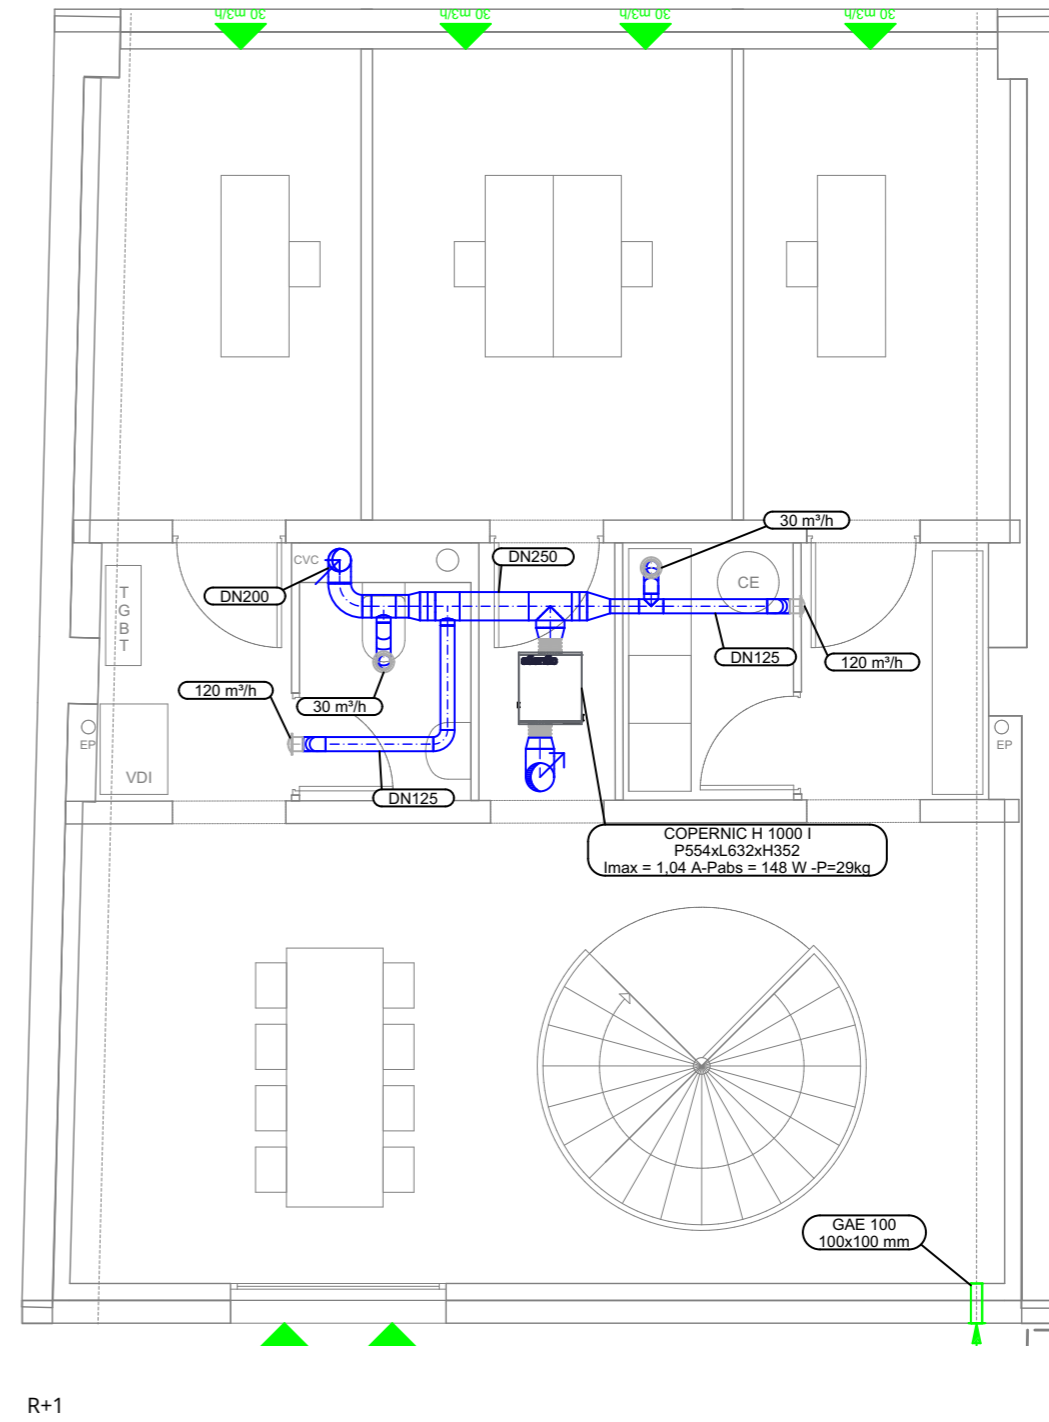 30 m3/h
30 m3/h
30 m3/h
30 m3/h
30 m³/h
CVC
DN250
DN200
CE
TGBT
DN125
120 m³/h
120 m³/h
30 m³/h
EP
EP
VDI
DN125
COPERNIC H 1000 I
P554xL632xH352
Imax = 1,04 A-Pabs = 148 W -P=29kg
GAE 100
100x100 mm
R+1